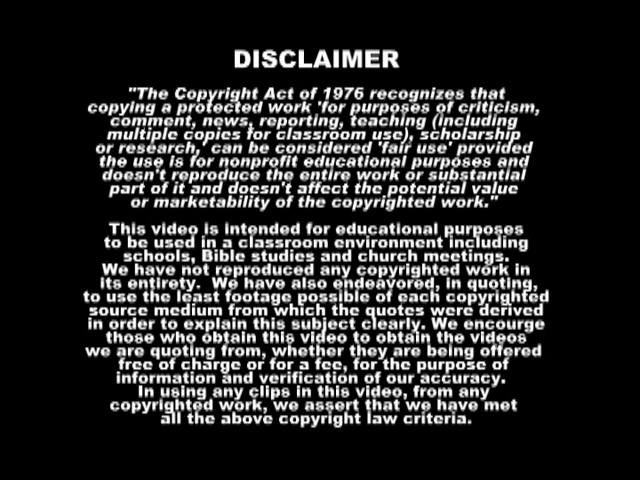 DISCLAIMER
"The Copyright Act of 1976 recognizes that
copying a protected work 'for purposes of criticism,
comment, news, reporting, teaching (including
multiple copies for classroom use), scholarship
or research,' can be considered 'fair use' provided
the use is for nonprofit educational purposes and
doesn't reproduce the entire work or substantial
part of it and doesn't affect the potential value
or marketability of the copyrighted work."
This video is intended for educational purposes
to be used in a classroom environment including
schools, Bible studies and church meetings.
We have not reproduced any copyrighted work in
its entirety. We have also endeavored, in quoting,
to use the least footage possible of each copyrighted
source medium from which the quotes were derived
in order to explain this subject clearly. We encourge
those who obtain this video to obtain the videos
we are quoting from, whether they are being offered
free of charge or for a fee, for the purpose of
information and verification of our accuracy.
In using any clips in this video, from any
copyrighted work, we assert that we have met
all the above copyright law criteria.